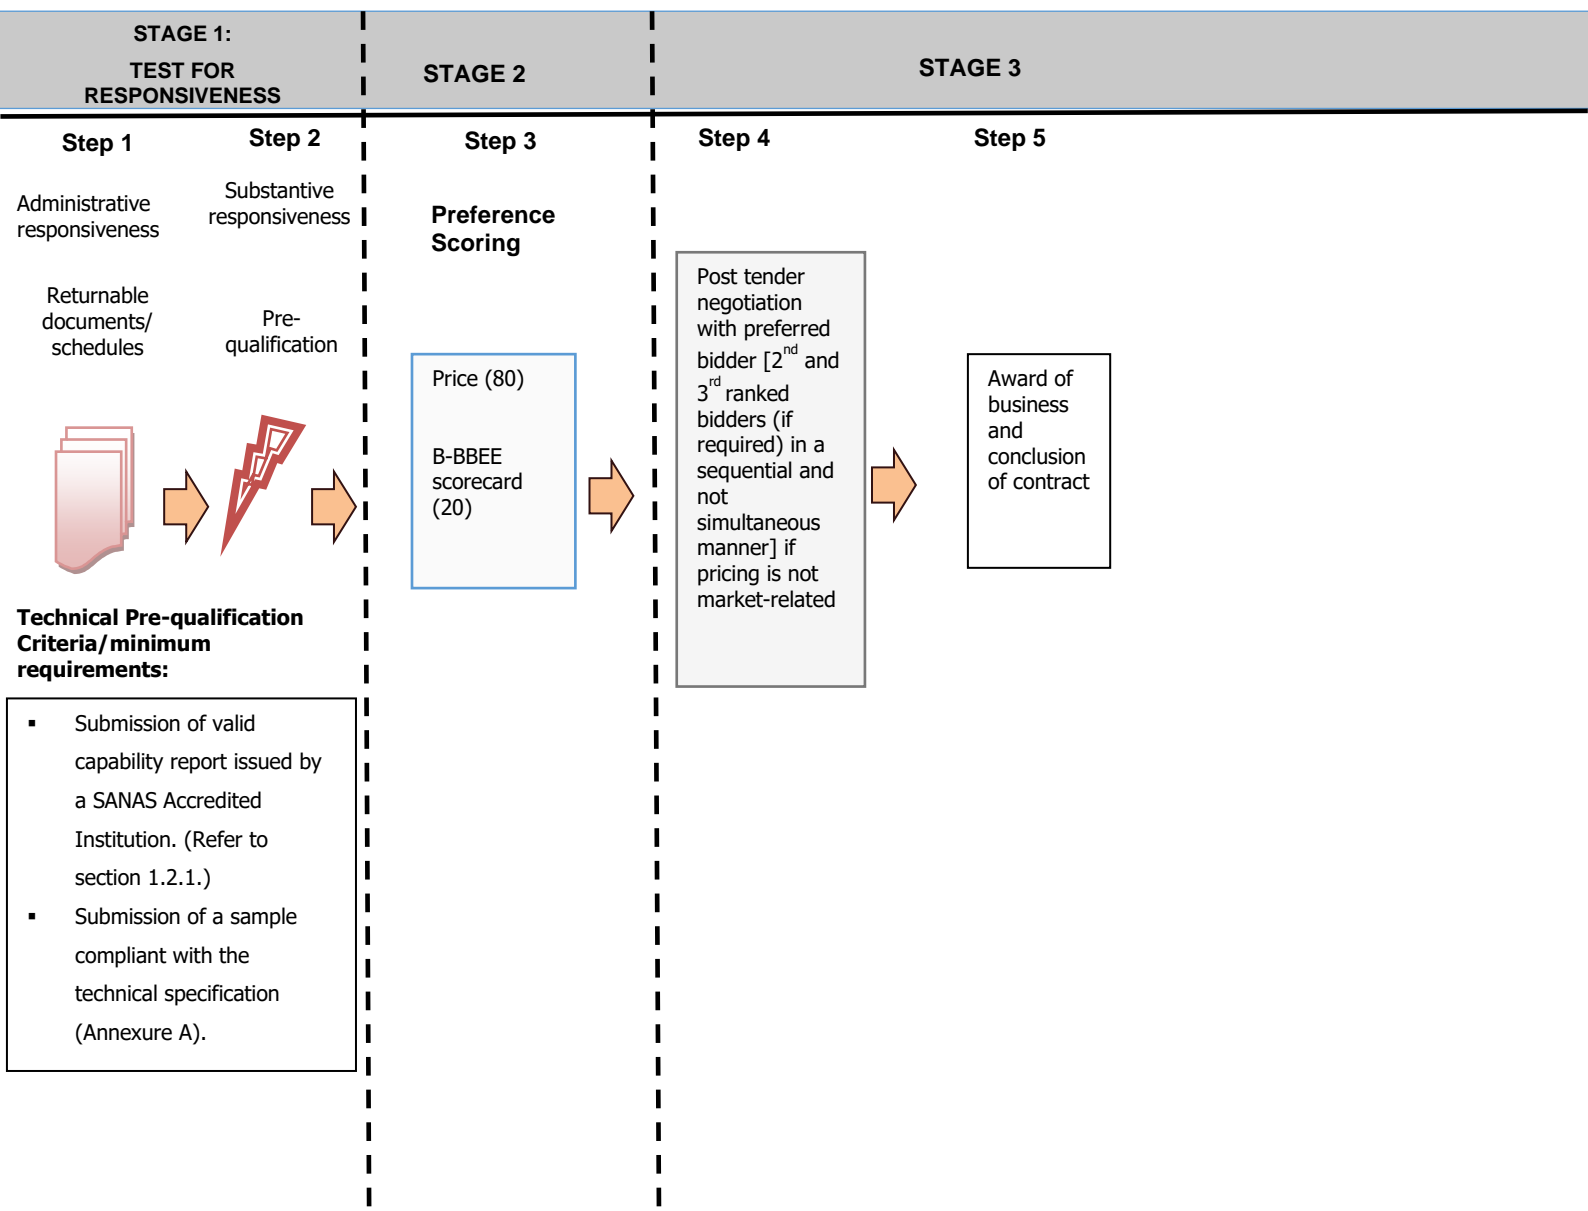 STAGE 1:
TEST FOR
RESPONSIVENESS
STAGE 2
STAGE 3
Step 1
Step 2
Step 3
Step 4
Step 5
Administrative
responsiveness
Substantive
responsiveness
Returnable
documents/
schedules
Pre-
qualification
Preference
Scoring
Price (80)
B-BBEE
scorecard
(20)
Post tender
negotiation
with preferred
bidder [2nd and
3rd ranked
bidders (if
required) in a
sequential and
not
simultaneous
manner] if
pricing is not
market-related
Award of
business
and
conclusion
of contract
Technical Pre-qualification
Criteria/minimum
requirements:
▪ Submission of valid
capability report issued by
a SANAS Accredited
Institution. (Refer to
section 1.2.1.)
▪ Submission of a sample
compliant with the
technical specification
(Annexure A).